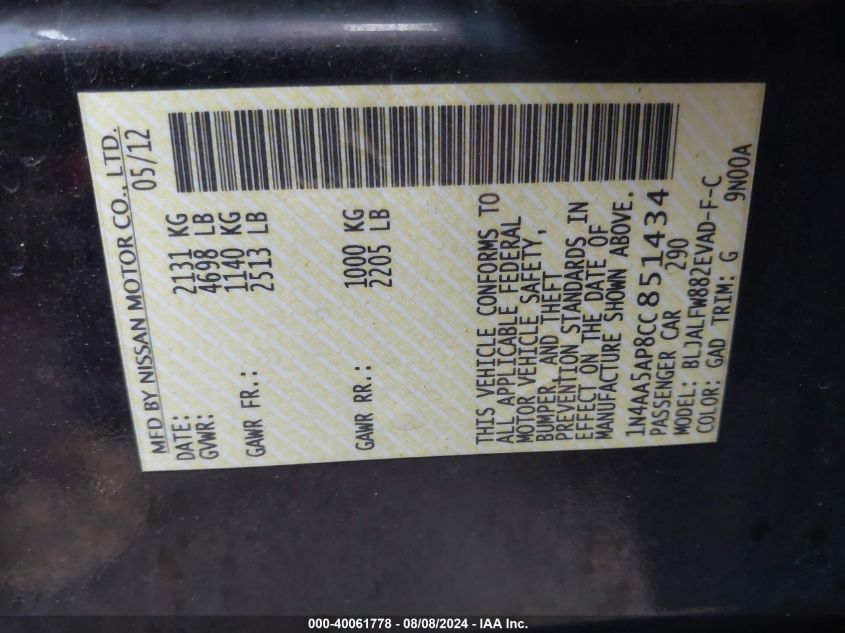 MFD BY NISSAN MOTOR CO., LTD.
DATE: 05/12
GVWR: 2131 KG
4698 LB
GAWR FR.: 1140 KG
2513 LB
GAWR RR.: 1000 KG
2205 LB
THIS VEHICLE CONFORMS TO
ALL APPLICABLE FEDERAL
MOTOR VEHICLE SAFETY,
BUMPER, AND THEFT
PREVENTION STANDARDS IN
EFFECT ON THE DATE OF
MANUFACTURE SHOWN ABOVE.
1N4AA5AP8CC851434
PASSENGER CAR 290
MODEL: BLJALFW882EVAD-F-C
COLOR: GAD TRIM: G 9N00A
000-40061778 - 08/08/2024 - IAA Inc.